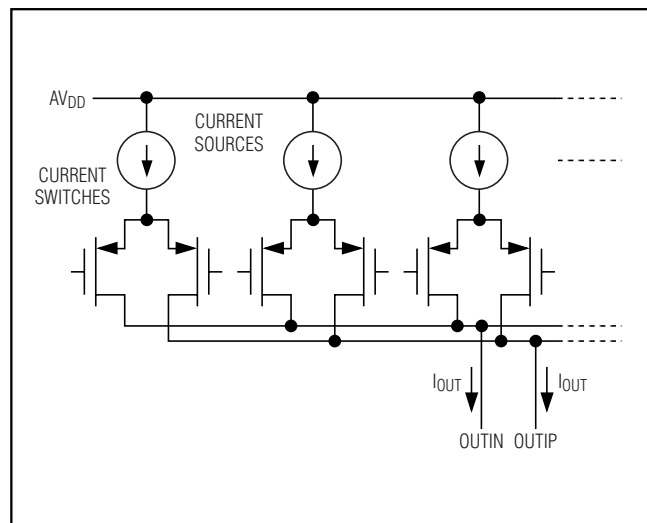 AVDD
CURRENT
SOURCES
CURRENT
SWITCHES
IOUT
IOUT
OUTIN
OUTIP